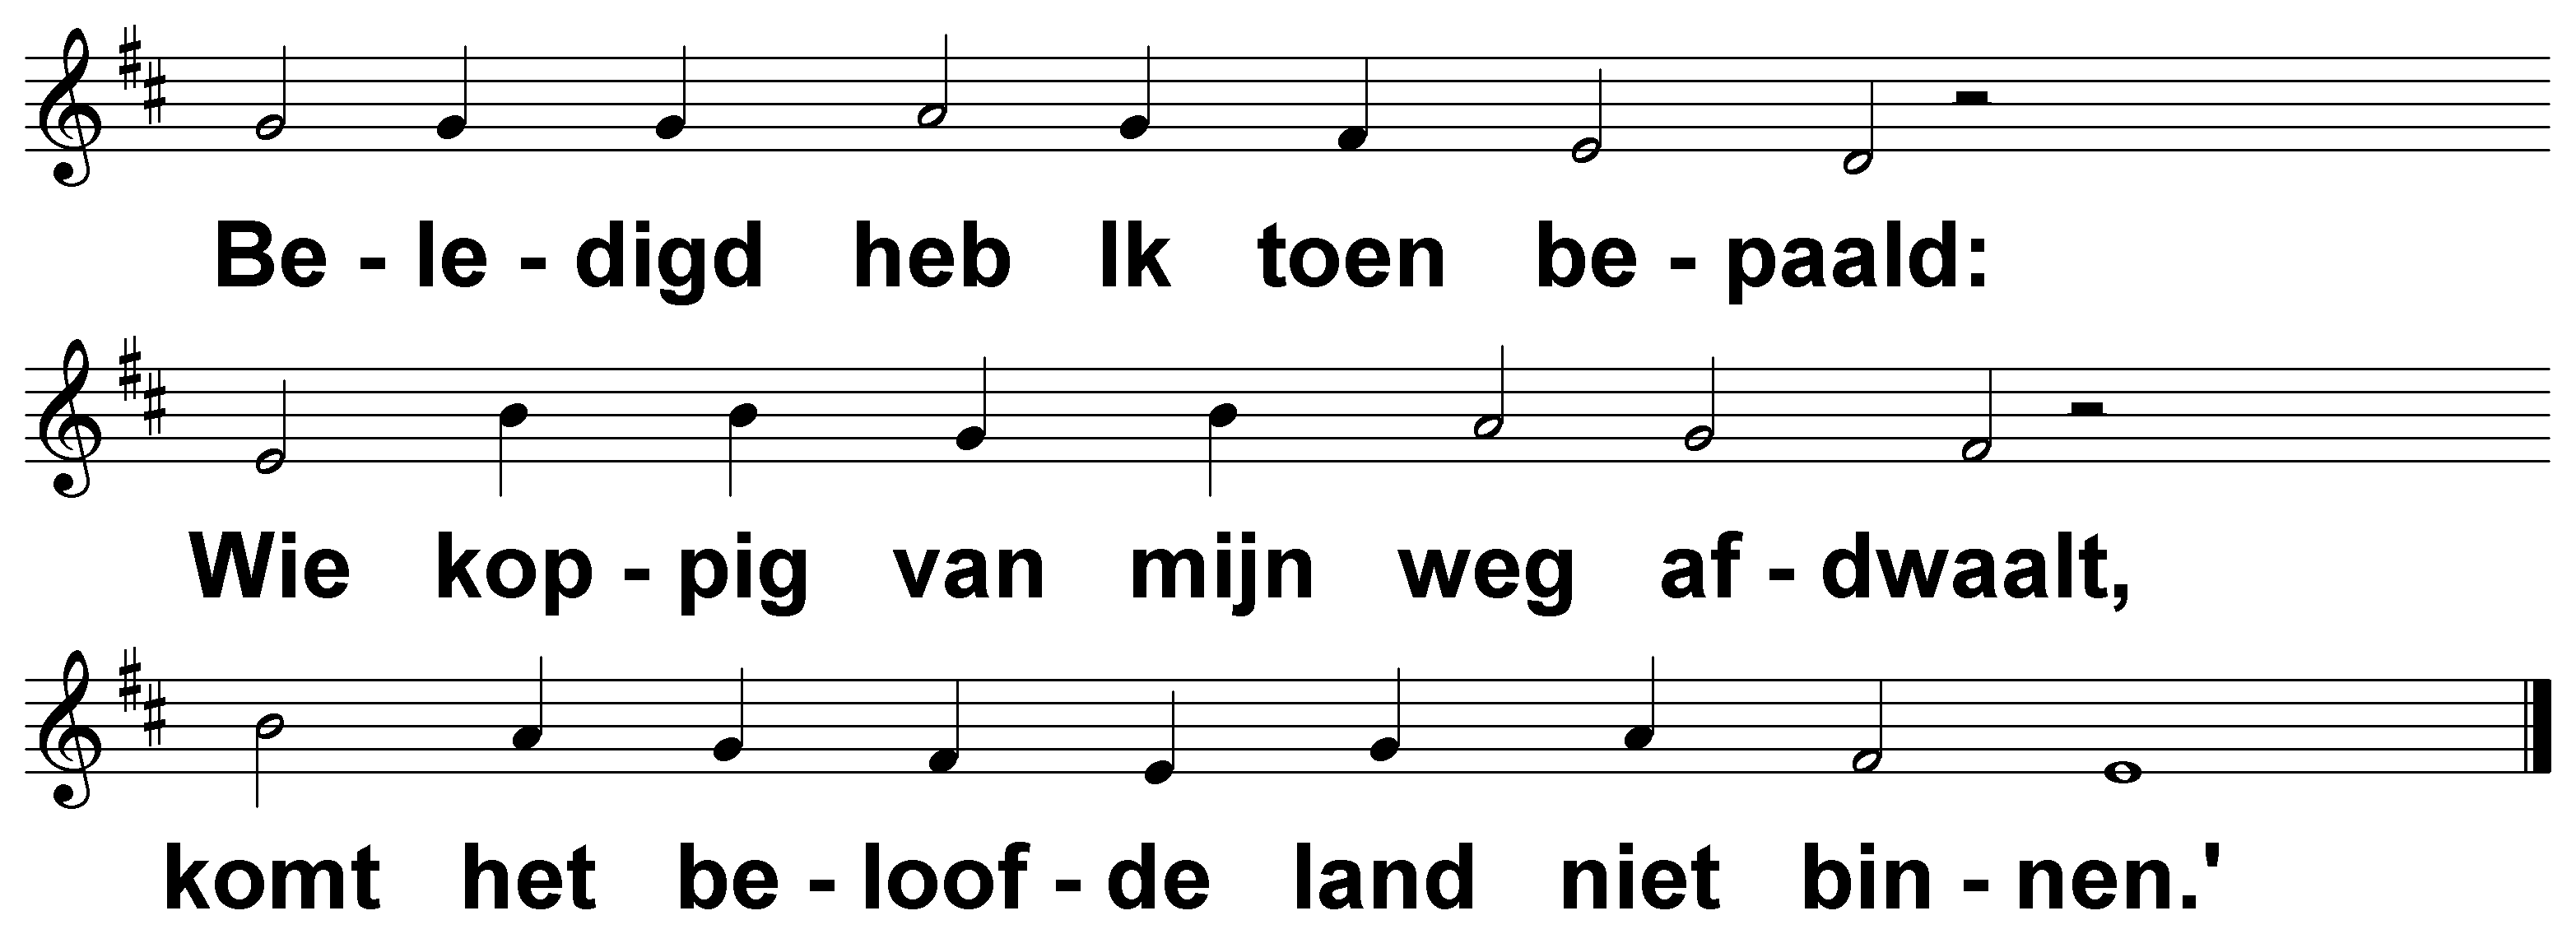 Be - le - digd heb Ik toen be - paald:
Wie kop - pig van mijn weg af - dwaalt,
komt het be - loof - de land niet bin - nen.'